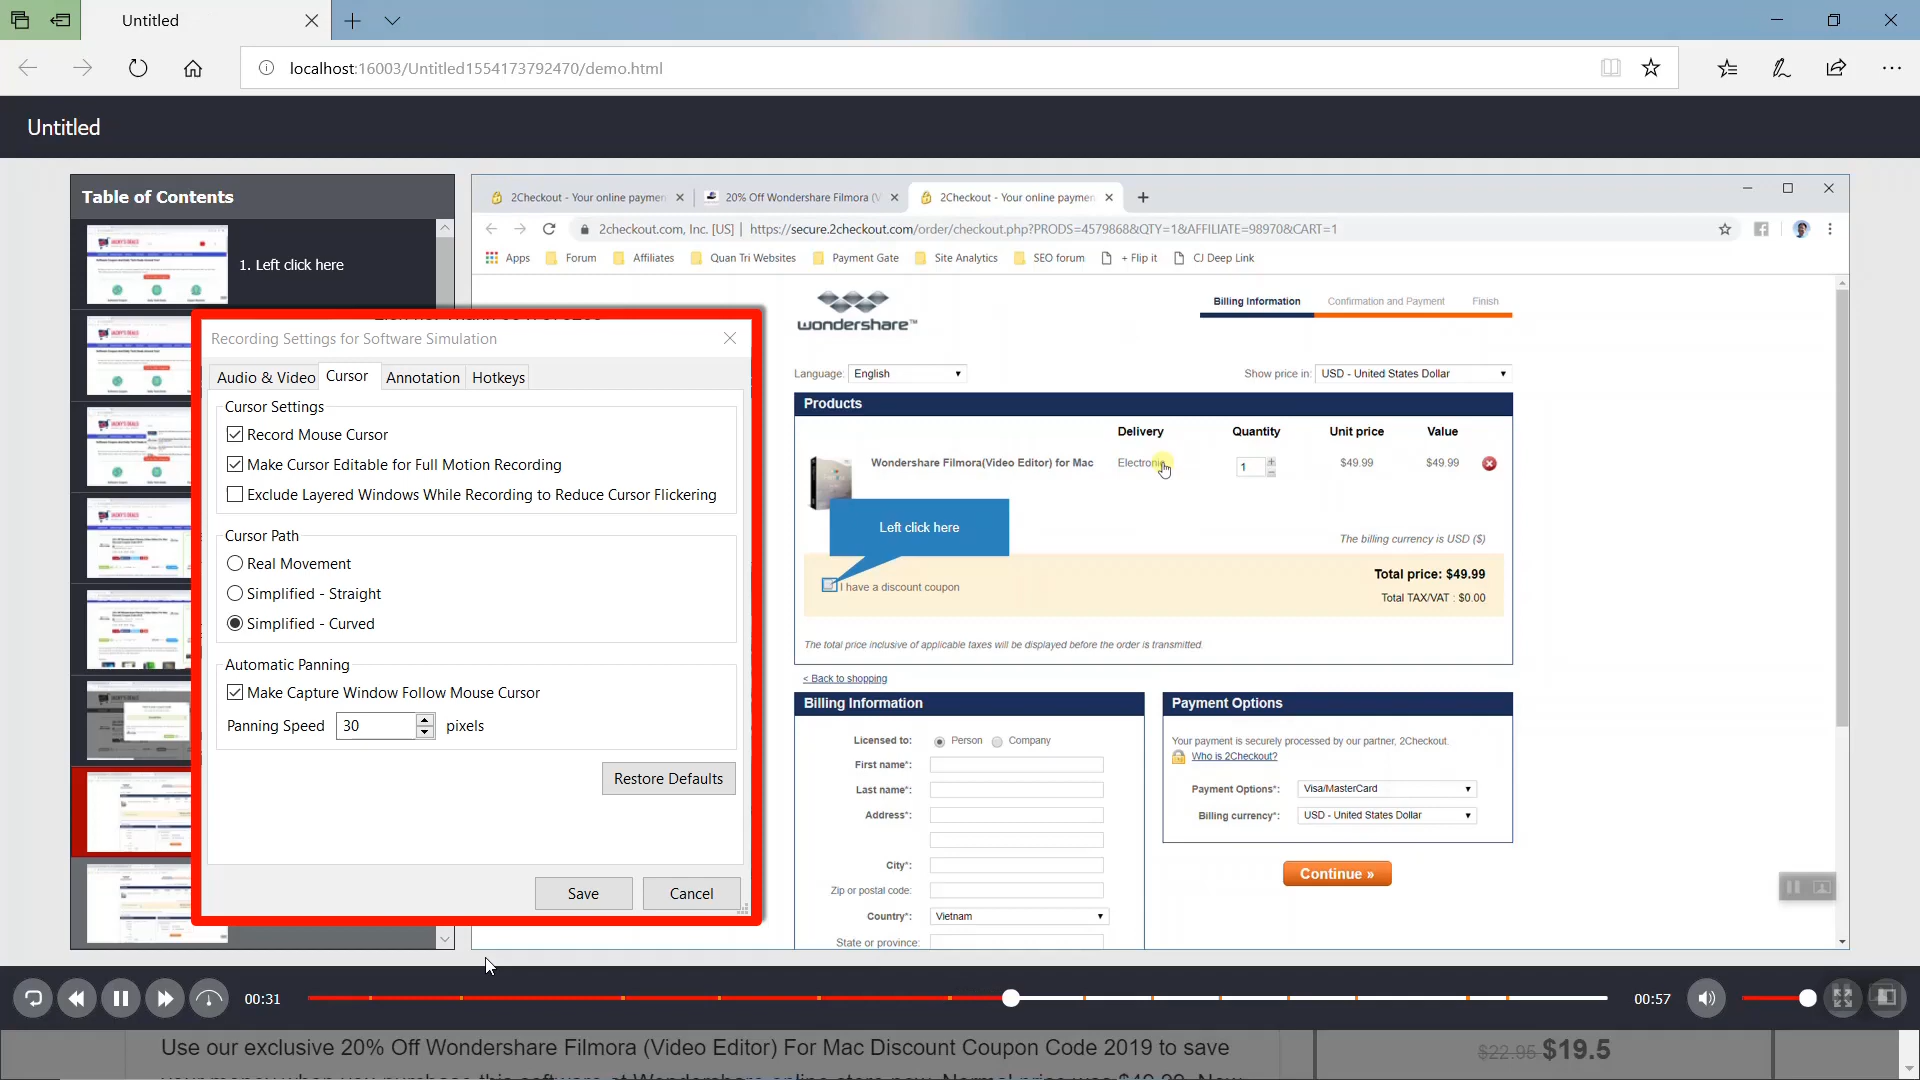 Untitled
localhost:16003/Untitled1554173792470/demo.html
Untitled
Table of Contents
1. Left click here
2Checkout - Your online paymen
20% Off Wondershare Filmora (V
2Checkout - Your online paymen
2checkout.com, Inc. [US] | https://secure.2checkout.com/order/checkout.php?PRODS=4579868&QTY=1&AFFILIATE=98970&CART=1
Apps Forum Affiliates Quan Tri Websites Payment Gate Site Analytics SEO forum + Flip it CJ Deep Link
wondershare™
Billing Information Confirmation and Payment Finish
Language: English
Show price in: USD - United States Dollar
Products
Delivery Quantity Unit price Value
Wondershare Filmora(Video Editor) for Mac Electronic 1 $49.99 $49.99
Left click here
The billing currency is USD ($)
I have a discount coupon
Total price: $49.99
Total TAX/VAT : $0.00
The total price inclusive of applicable taxes will be displayed before the order is transmitted.
< Back to shopping
Billing Information
Licensed to: Person Company
First name*:
Last name*:
Address*:
City*:
Zip or postal code:
Country*: Vietnam
State or province:
Payment Options
Your payment is securely processed by our partner, 2Checkout.
Who is 2Checkout?
Payment Options*: Visa/MasterCard
Billing currency*: USD - United States Dollar
Continue »
Recording Settings for Software Simulation
Audio & Video Cursor Annotation Hotkeys
Cursor Settings
Record Mouse Cursor
Make Cursor Editable for Full Motion Recording
Exclude Layered Windows While Recording to Reduce Cursor Flickering
Cursor Path
Real Movement
Simplified - Straight
Simplified - Curved
Automatic Panning
Make Capture Window Follow Mouse Cursor
Panning Speed 30 pixels
Restore Defaults
Save Cancel
00:31
00:57
Use our exclusive 20% Off Wondershare Filmora (Video Editor) For Mac Discount Coupon Code 2019 to save
$22.95 $19.5